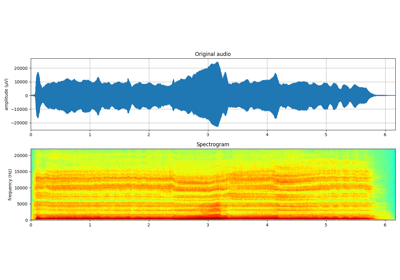 Original audio
20000
10000
0
−10000
−20000
amplitude (μV)
0 1 2 3 4 5 6
Spectrogram
20000
15000
10000
5000
0
frequency (Hz)
0 1 2 3 4 5 6